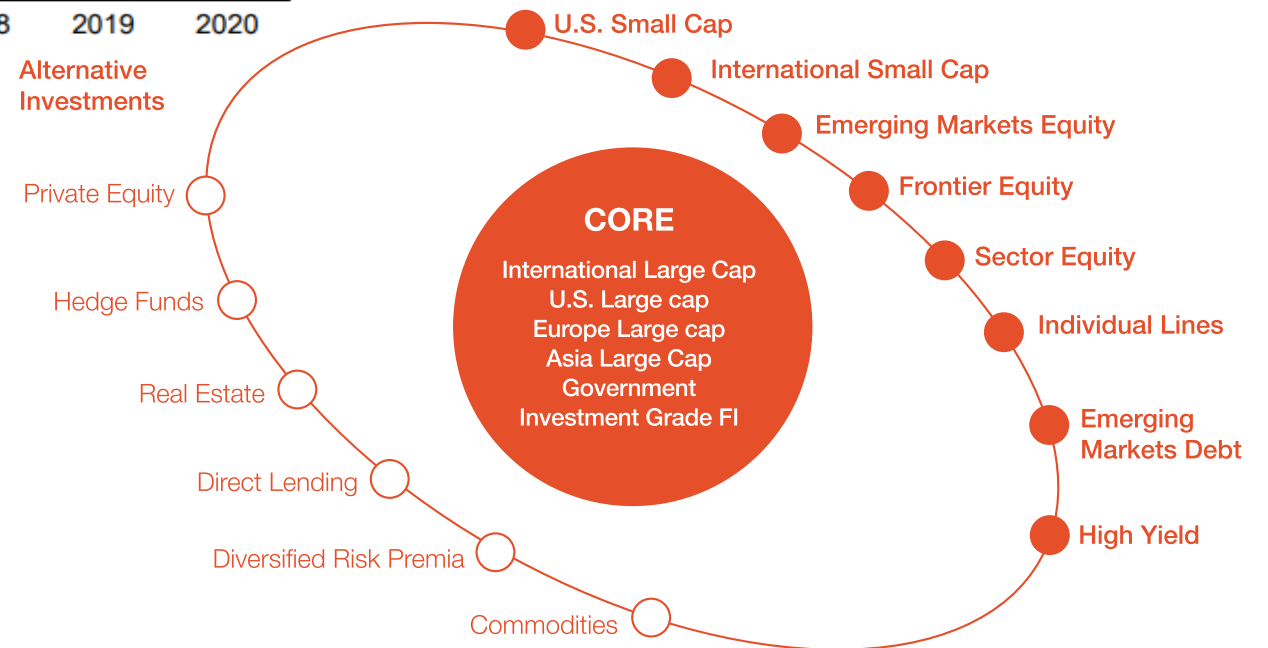 8 2019 2020
Alternative
Investments
U.S. Small Cap
International Small Cap
Emerging Markets Equity
Frontier Equity
Sector Equity
Individual Lines
Emerging
Markets Debt
High Yield
CORE
International Large Cap
U.S. Large cap
Europe Large cap
Asia Large Cap
Government
Investment Grade FI
Private Equity
Hedge Funds
Real Estate
Direct Lending
Diversified Risk Premia
Commodities